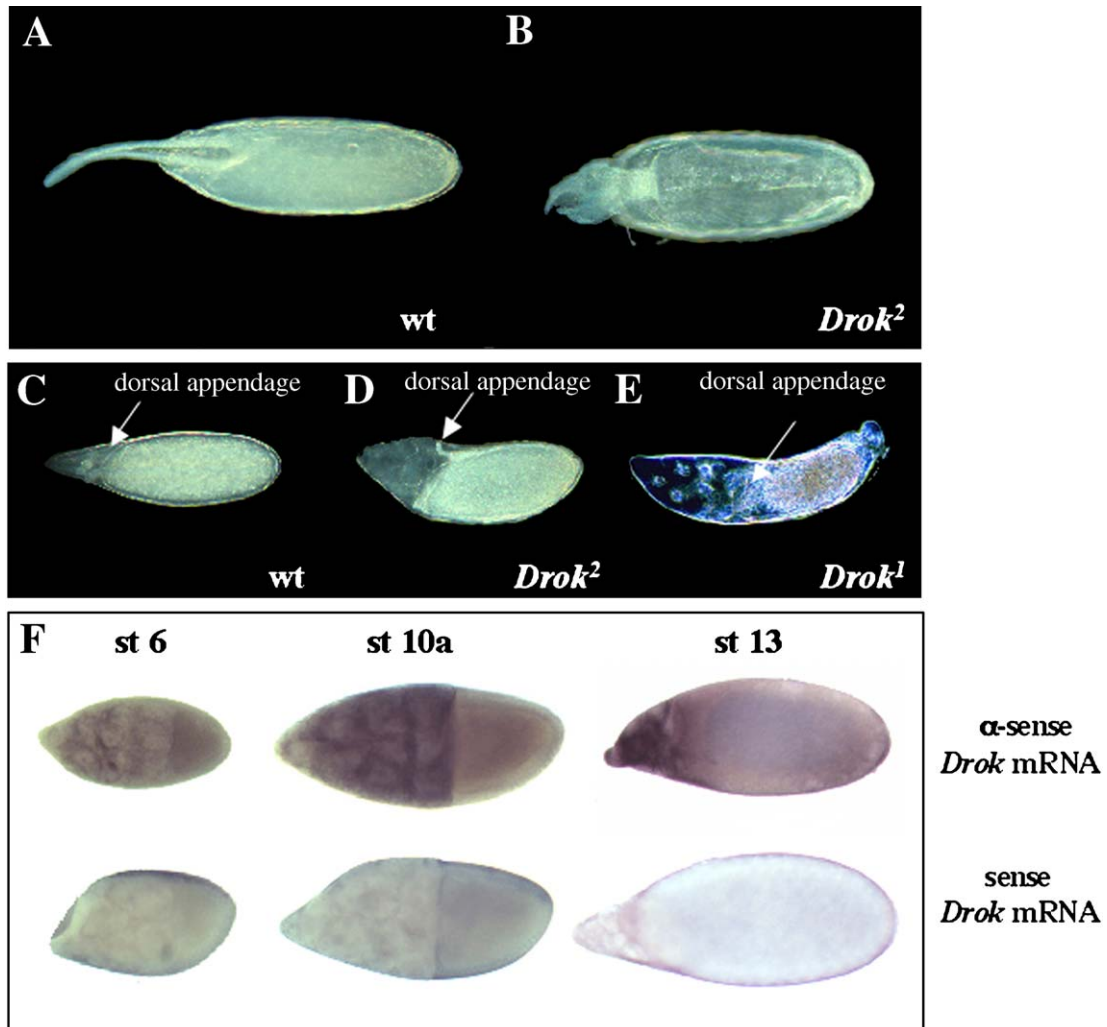 A
B
wt
Drok²
C
dorsal appendage
D
dorsal appendage
E
dorsal appendage
wt
Drok²
Drok¹
F
st 6
st 10a
st 13
α-sense
Drok mRNA
sense
Drok mRNA